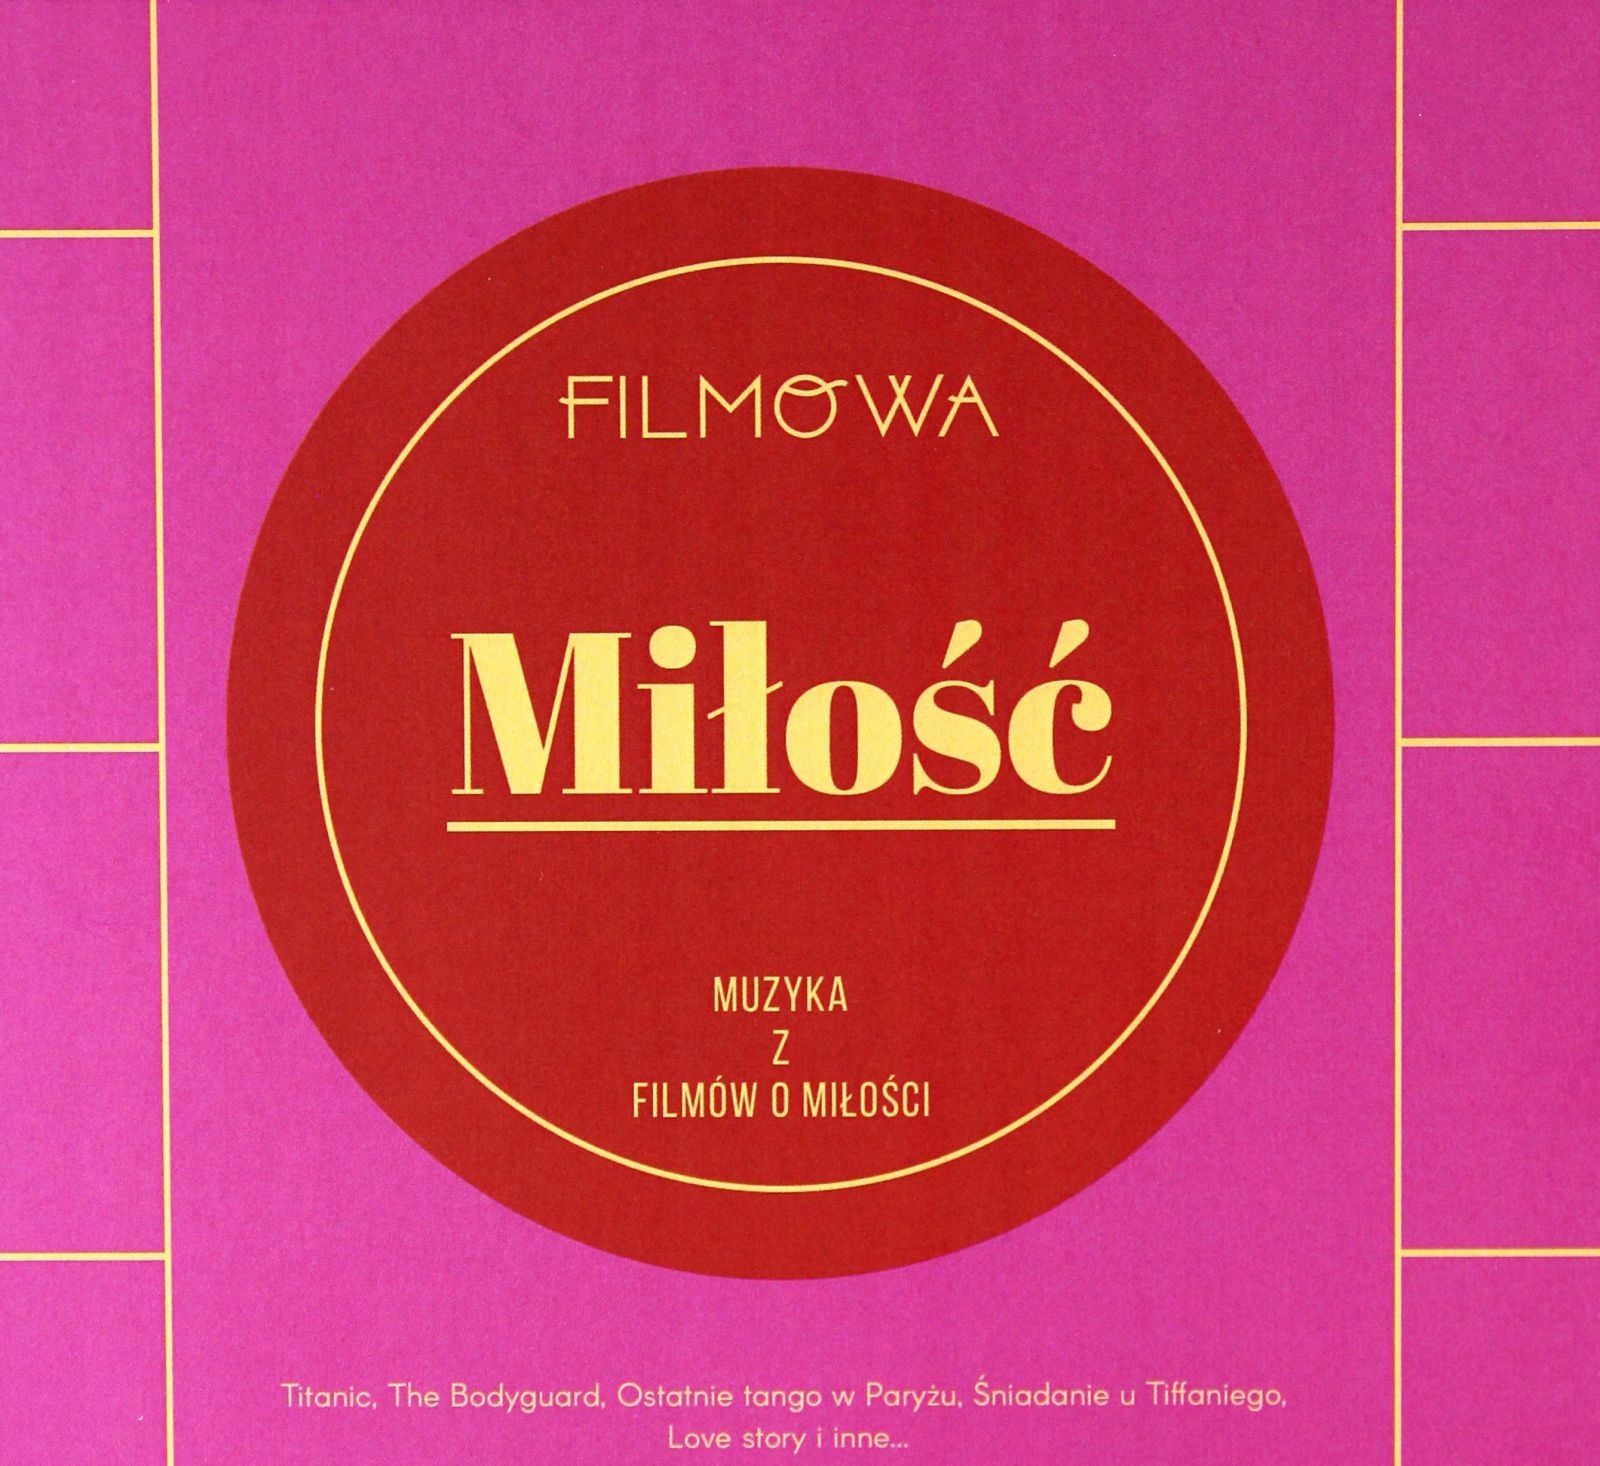 FILMOWA
Miłość
MUZYKA
Z
FILMÓW O MIŁOŚCI
Titanic, The Bodyguard, Ostatnie tango w Paryżu, Śniadanie u Tiffaniego,
Love story i inne...